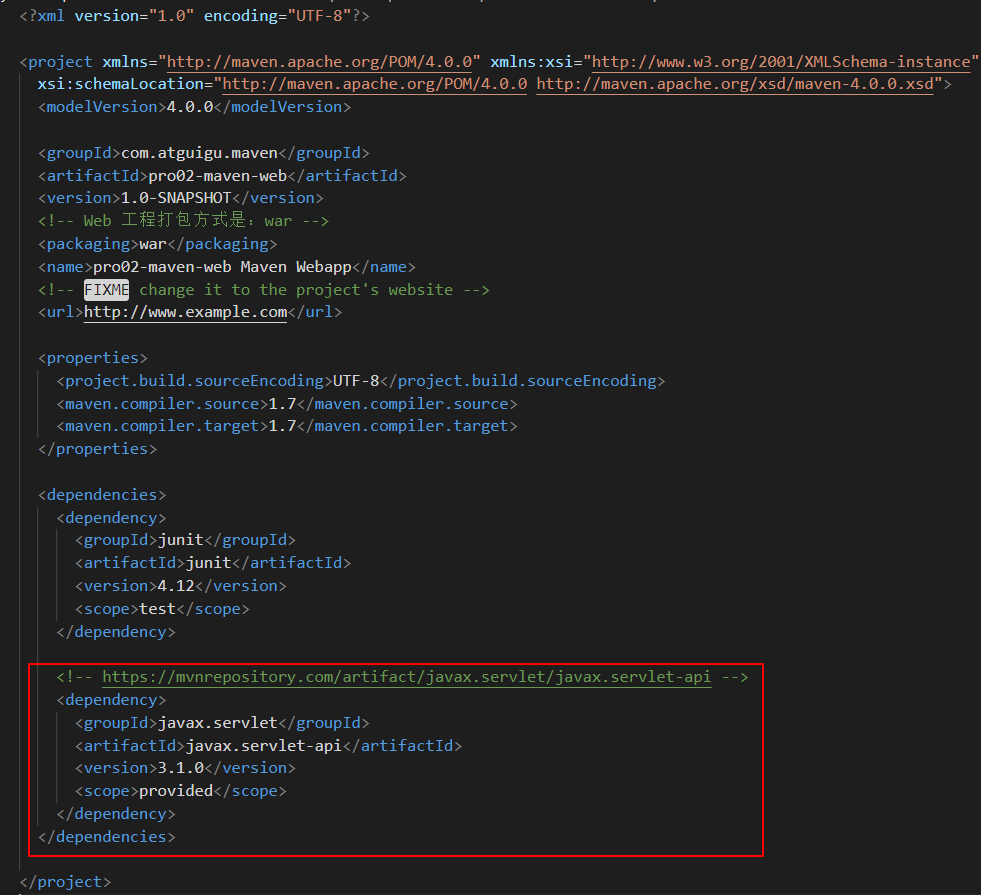 <?xml version="1.0" encoding="UTF-8"?>
<project xmlns="http://maven.apache.org/POM/4.0.0" xmlns:xsi="http://www.w3.org/2001/XMLSchema-instance"
xsi:schemaLocation="http://maven.apache.org/POM/4.0.0 http://maven.apache.org/xsd/maven-4.0.0.xsd">
<modelVersion>4.0.0</modelVersion>
<groupId>com.atguigu.maven</groupId>
<artifactId>pro02-maven-web</artifactId>
<version>1.0-SNAPSHOT</version>
<!-- Web 工程打包方式是：war -->
<packaging>war</packaging>
<name>pro02-maven-web Maven Webapp</name>
<!-- FIXME change it to the project's website -->
<url>http://www.example.com</url>
<properties>
<project.build.sourceEncoding>UTF-8</project.build.sourceEncoding>
<maven.compiler.source>1.7</maven.compiler.source>
<maven.compiler.target>1.7</maven.compiler.target>
</properties>
<dependencies>
<dependency>
<groupId>junit</groupId>
<artifactId>junit</artifactId>
<version>4.12</version>
<scope>test</scope>
</dependency>
<!-- https://mvnrepository.com/artifact/javax.servlet/javax.servlet-api -->
<dependency>
<groupId>javax.servlet</groupId>
<artifactId>javax.servlet-api</artifactId>
<version>3.1.0</version>
<scope>provided</scope>
</dependency>
</dependencies>
</project>